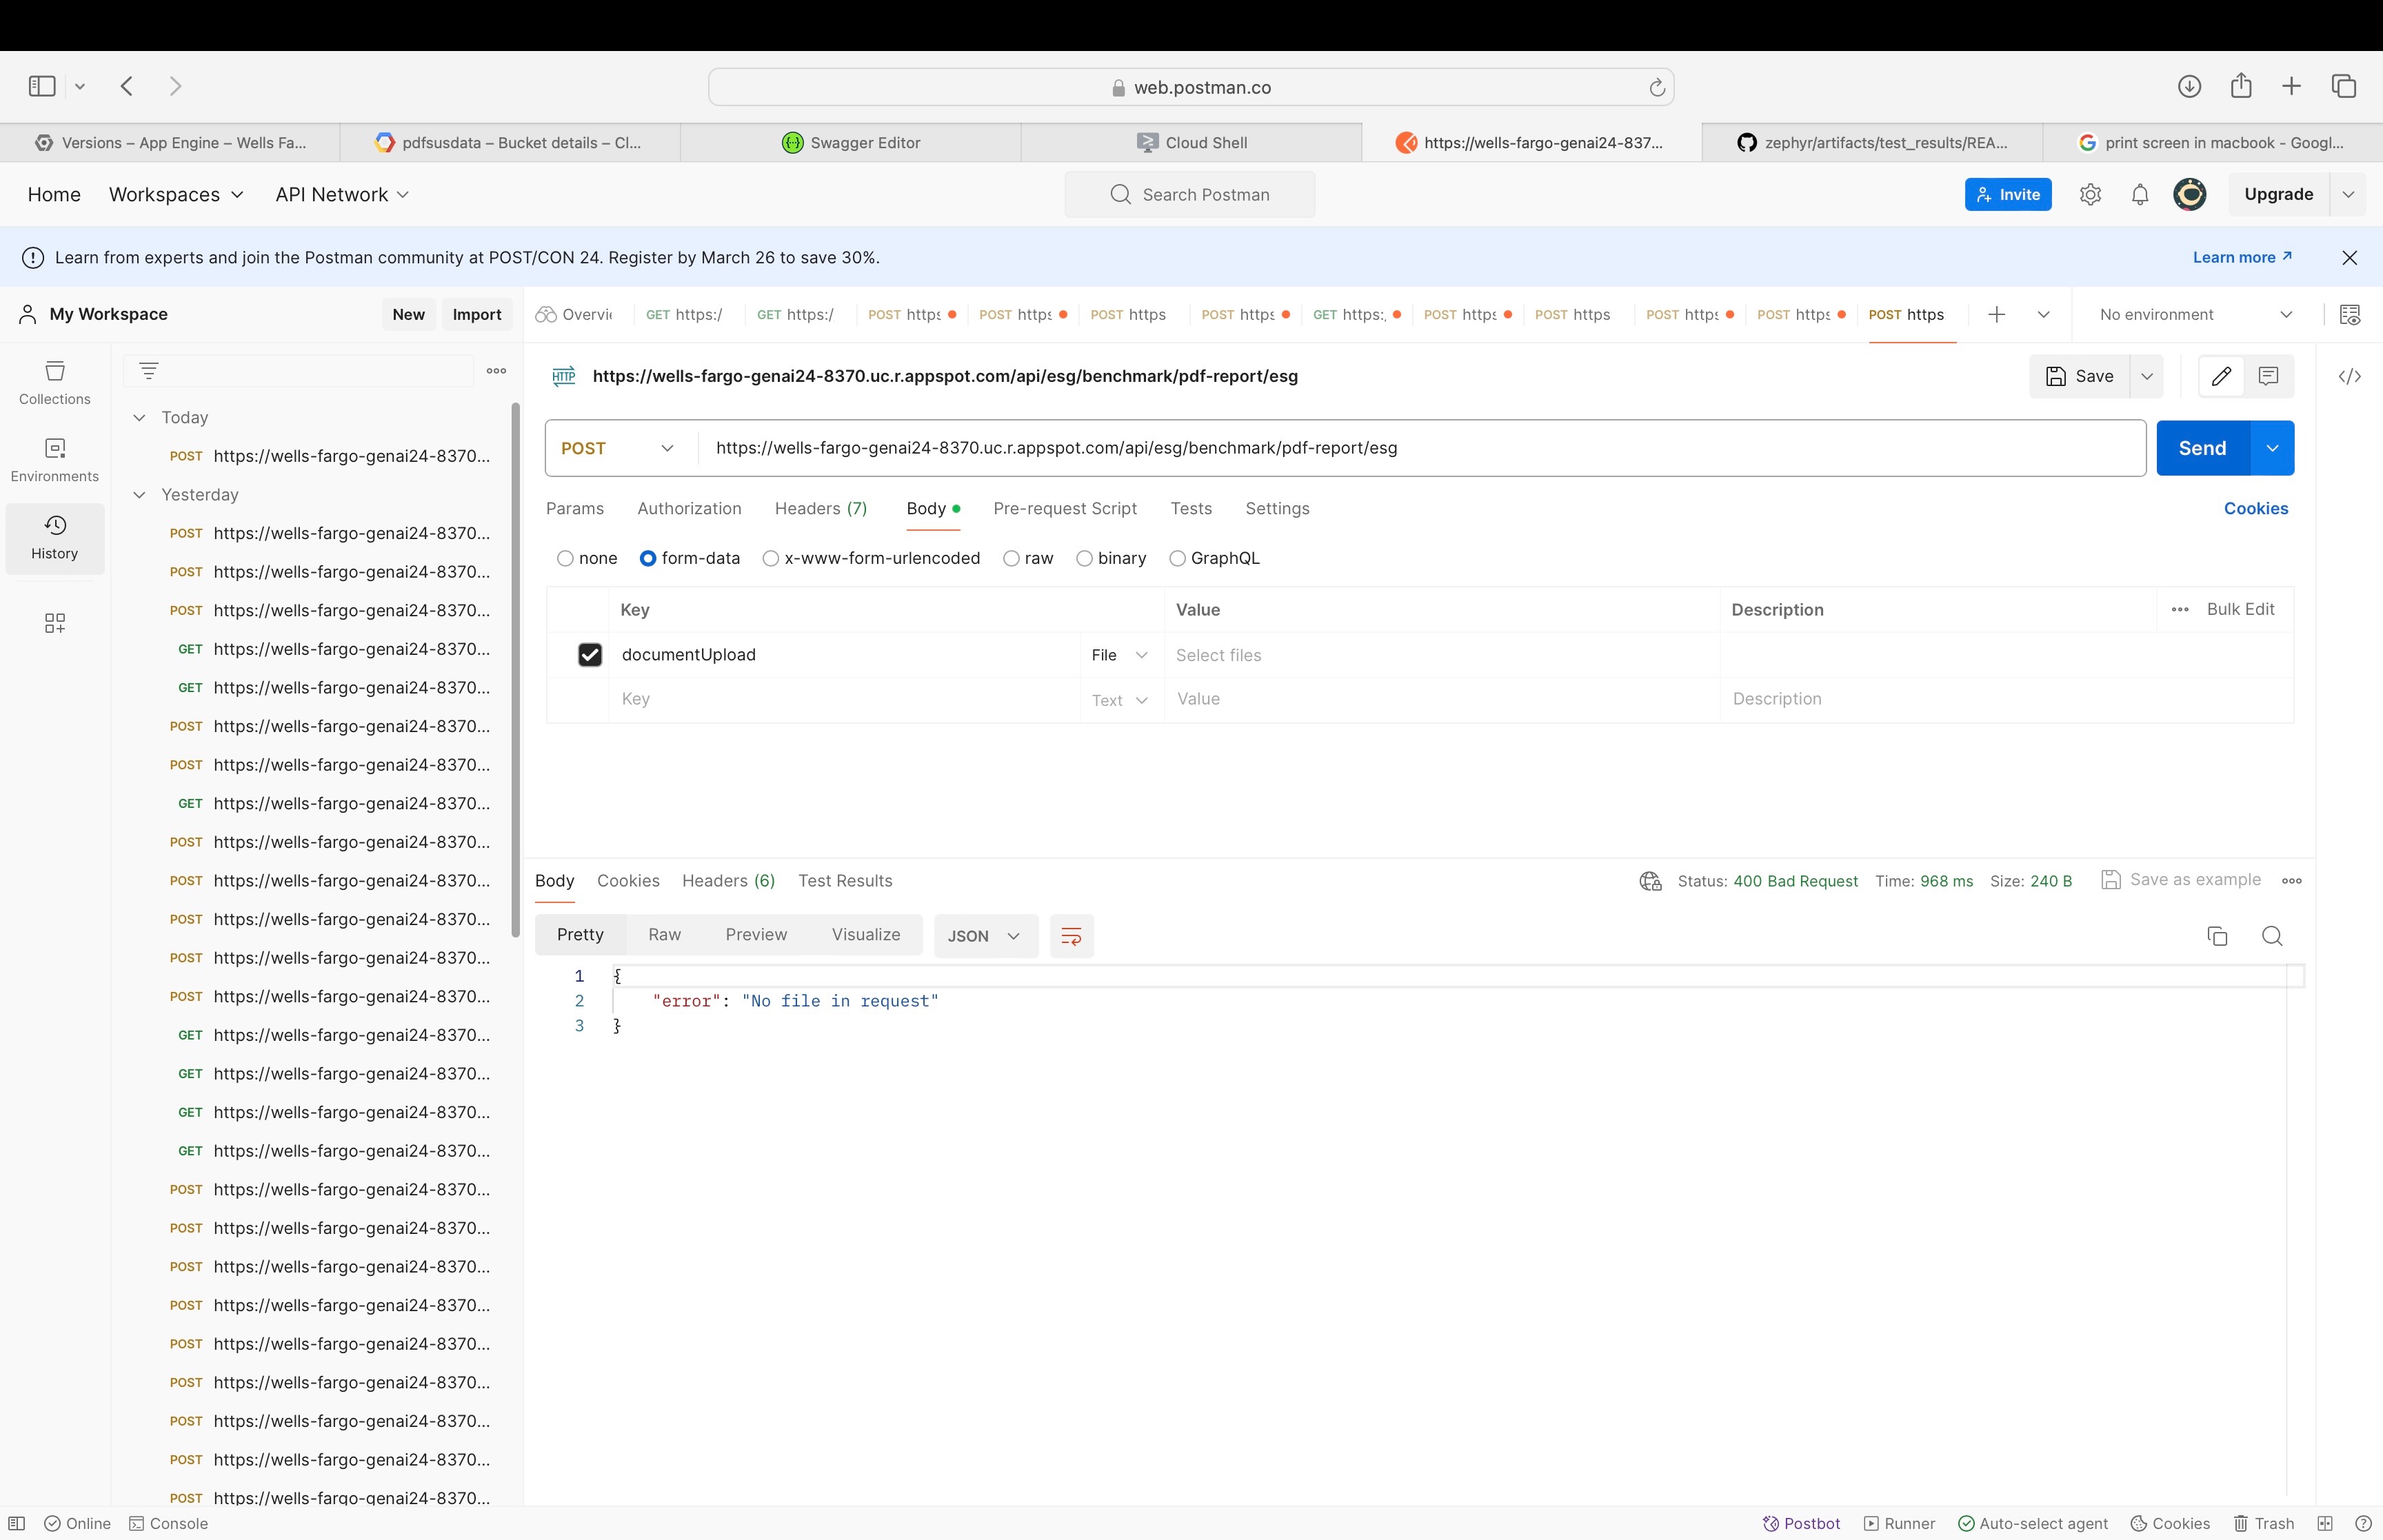 web.postman.co
Versions – App Engine – Wells Fa...
pdfsusdata – Bucket details – Cl...
Swagger Editor
Cloud Shell
https://wells-fargo-genai24-837...
zephyr/artifacts/test_results/REA...
print screen in macbook - Googl...
Home
Workspaces
API Network
Search Postman
Invite
Upgrade
Learn from experts and join the Postman community at POST/CON 24. Register by March 26 to save 30%.
Learn more
My Workspace
New
Import
Overvi
GET https:/
GET https:/
POST https
POST https
POST https
POST https
GET https:,
POST https
POST https
POST https
POST https
POST https
No environment
Collections
Environments
History
Today
POST https://wells-fargo-genai24-8370...
Yesterday
POST https://wells-fargo-genai24-8370...
POST https://wells-fargo-genai24-8370...
POST https://wells-fargo-genai24-8370...
GET https://wells-fargo-genai24-8370...
GET https://wells-fargo-genai24-8370...
POST https://wells-fargo-genai24-8370...
POST https://wells-fargo-genai24-8370...
GET https://wells-fargo-genai24-8370...
POST https://wells-fargo-genai24-8370...
POST https://wells-fargo-genai24-8370...
POST https://wells-fargo-genai24-8370...
POST https://wells-fargo-genai24-8370...
POST https://wells-fargo-genai24-8370...
GET https://wells-fargo-genai24-8370...
GET https://wells-fargo-genai24-8370...
GET https://wells-fargo-genai24-8370...
GET https://wells-fargo-genai24-8370...
POST https://wells-fargo-genai24-8370...
POST https://wells-fargo-genai24-8370...
POST https://wells-fargo-genai24-8370...
POST https://wells-fargo-genai24-8370...
POST https://wells-fargo-genai24-8370...
POST https://wells-fargo-genai24-8370...
POST https://wells-fargo-genai24-8370...
POST https://wells-fargo-genai24-8370...
POST https://wells-fargo-genai24-8370...
HTTP https://wells-fargo-genai24-8370.uc.r.appspot.com/api/esg/benchmark/pdf-report/esg
Save
POST
https://wells-fargo-genai24-8370.uc.r.appspot.com/api/esg/benchmark/pdf-report/esg
Send
Params
Authorization
Headers (7)
Body
Pre-request Script
Tests
Settings
Cookies
none
form-data
x-www-form-urlencoded
raw
binary
GraphQL
Key
Value
Description
Bulk Edit
documentUpload
File
Select files
Key
Text
Value
Description
Body
Cookies
Headers (6)
Test Results
Status: 400 Bad Request
Time: 968 ms
Size: 240 B
Save as example
Pretty
Raw
Preview
Visualize
JSON
1 {
2 "error": "No file in request"
3 }
Online
Console
Postbot
Runner
Auto-select agent
Cookies
Trash